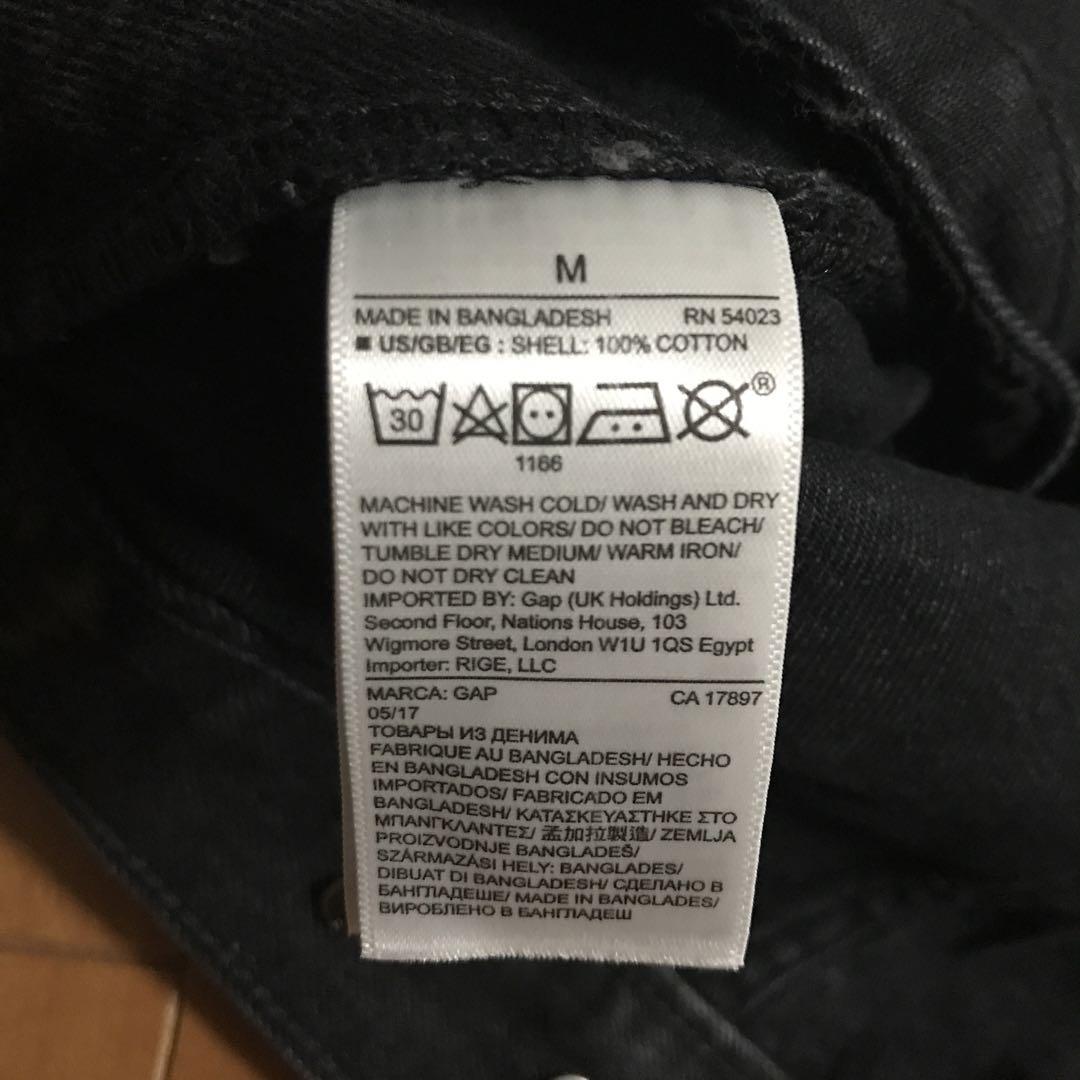 M
MADE IN BANGLADESH RN 54023
■ US/GB/EG : SHELL: 100% COTTON
30 ®
1166
MACHINE WASH COLD/ WASH AND DRY
WITH LIKE COLORS/ DO NOT BLEACH/
TUMBLE DRY MEDIUM/ WARM IRON/
DO NOT DRY CLEAN
IMPORTED BY: Gap (UK Holdings) Ltd.
Second Floor, Nations House, 103
Wigmore Street, London W1U 1QS Egypt
Importer: RIGE, LLC
MARCA: GAP CA 17897
05/17
ТОВАРЫ ИЗ ДЕНИМА
FABRIQUE AU BANGLADESH/ HECHO
EN BANGLADESH CON INSUMOS
IMPORTADOS/ FABRICADO EM
BANGLADESH/ ΚΑΤΑΣΚΕΥΑΣΤΗΚΕ ΣΤΟ
ΜΠΑΝΓΚΛΑΝΤΕΣ/ 孟加拉製造/ ZEMLJA
PROIZVODNJE BANGLADEŠ/
SZÁRMAZÁSI HELY: BANGLADES/
DIBUAT DI BANGLADESH/ СДЕЛАНО В
БАНГЛАДЕШЕ/ MADE IN BANGLADES/
ВИРОБЛЕНО В БАНГЛАДЕШ